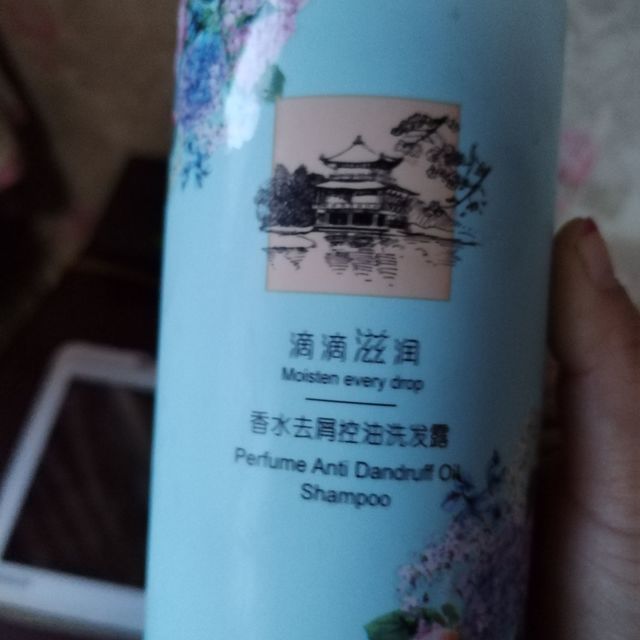 滴滴滋润
Moisten every drop
香水去屑控油洗发露
Perfume Anti Dandruff Oil
Shampoo